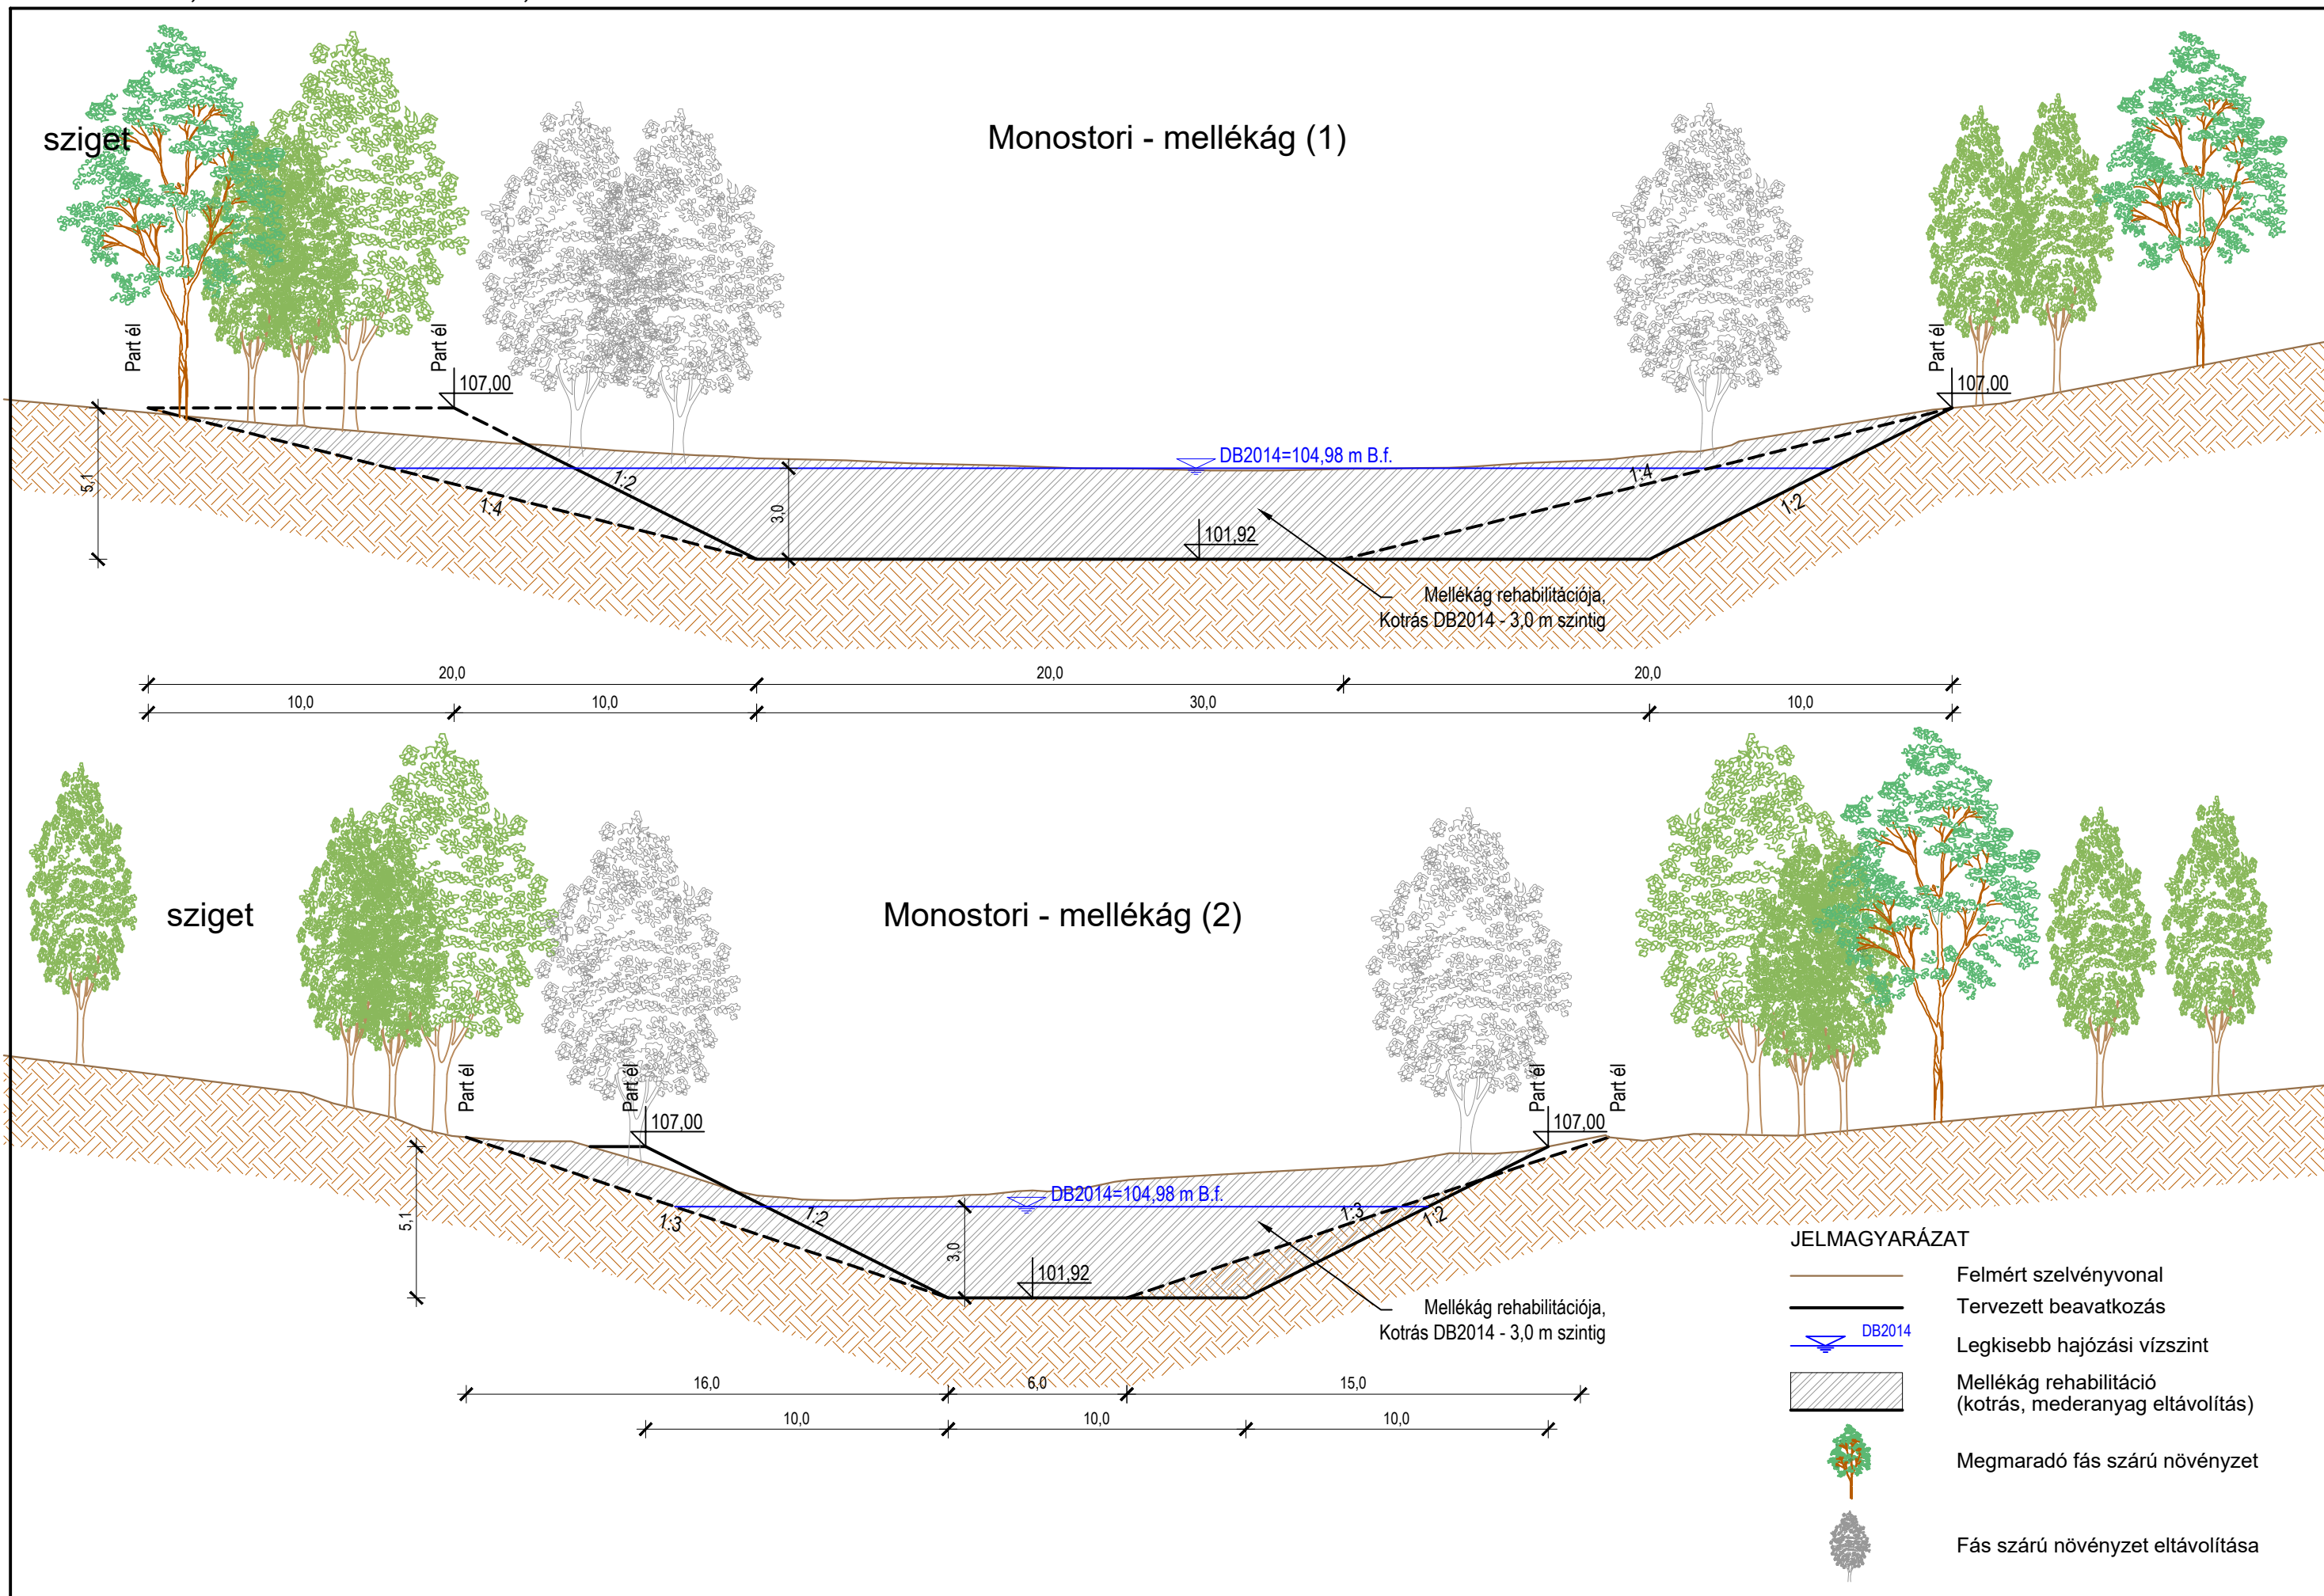 sziget
Monostori - mellékág (1)
Part él
Part él
Part él
107,00
107,00
DB2014=104,98 m B.f.
5,1
1:4
1:2
3,0
1:4
1:2
101,92
Mellékág rehabilitációja,
Kotrás DB2014 - 3,0 m szintig
20,0
20,0
20,0
10,0
10,0
30,0
10,0
sziget
Monostori - mellékág (2)
Part él
Part él
Part él
Part él
107,00
107,00
DB2014=104,98 m B.f.
5,1
1:3
1:2
3,0
1:3
1:2
101,92
Mellékág rehabilitációja,
Kotrás DB2014 - 3,0 m szintig
16,0
6,0
15,0
10,0
10,0
10,0
JELMAGYARÁZAT
Felmért szelvényvonal
Tervezett beavatkozás
DB2014
Legkisebb hajózási vízszint
Mellékág rehabilitáció
(kotrás, mederanyag eltávolítás)
Megmaradó fás szárú növényzet
Fás szárú növényzet eltávolítása